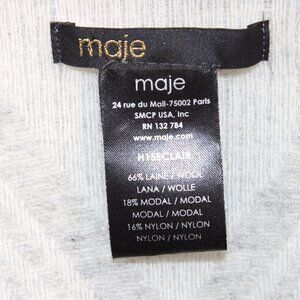 maje
maje
24 rue du Mail-75002 Paris
SMCP USA, Inc
RN 132 784
www.maje.com
H15ECLAIR
66% LAINE / WOOL
LANA / WOLLE
18% MODAL / MODAL
MODAL / MODAL
16% NYLON / NYLON
NYLON / NYLON